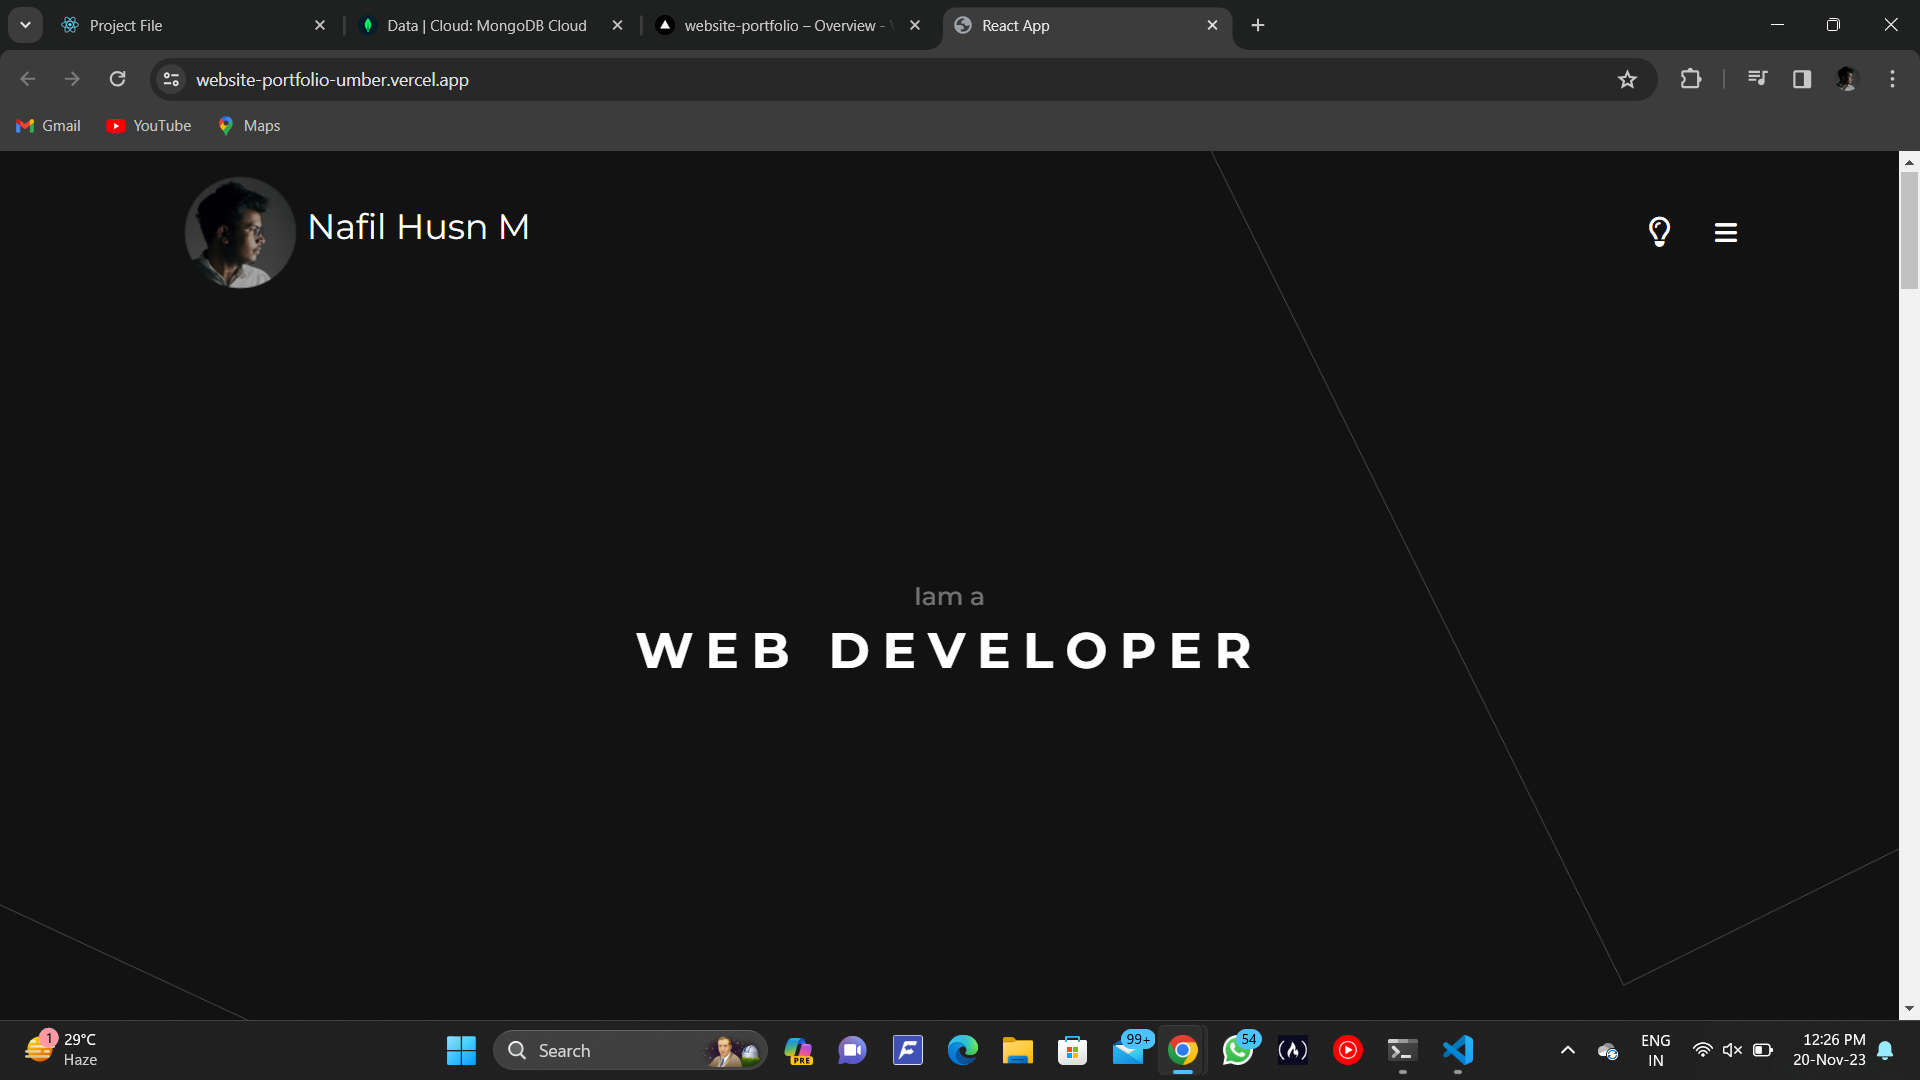 Project File
Data | Cloud: MongoDB Cloud
website-portfolio – Overview -
React App
website-portfolio-umber.vercel.app
Gmail
YouTube
Maps
Nafil Husn M
Iam a
WEB DEVELOPER
1
29°C
Haze
Search
PRE
99+
54
ENG
IN
12:26 PM
20-Nov-23